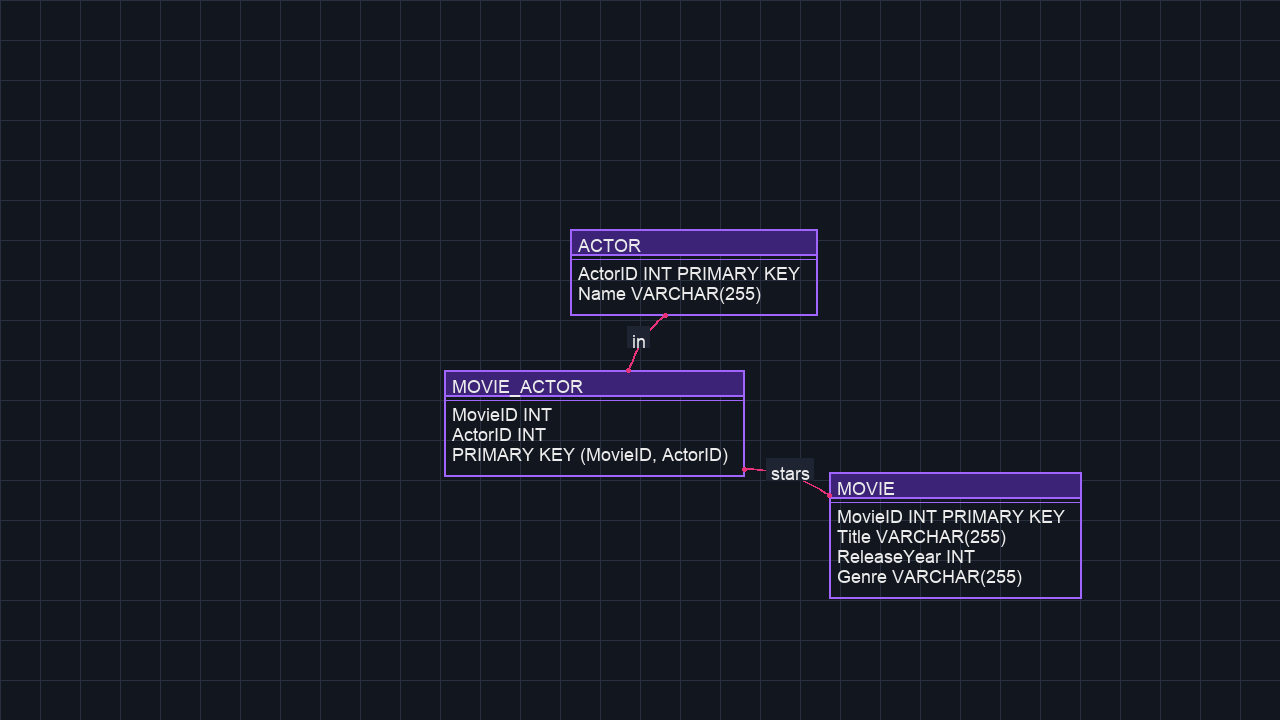 ACTOR
ActorID INT PRIMARY KEY
Name VARCHAR(255)
in
MOVIE_ACTOR
MovieID INT
ActorID INT
PRIMARY KEY (MovieID, ActorID)
stars
MOVIE
MovieID INT PRIMARY KEY
Title VARCHAR(255)
ReleaseYear INT
Genre VARCHAR(255)